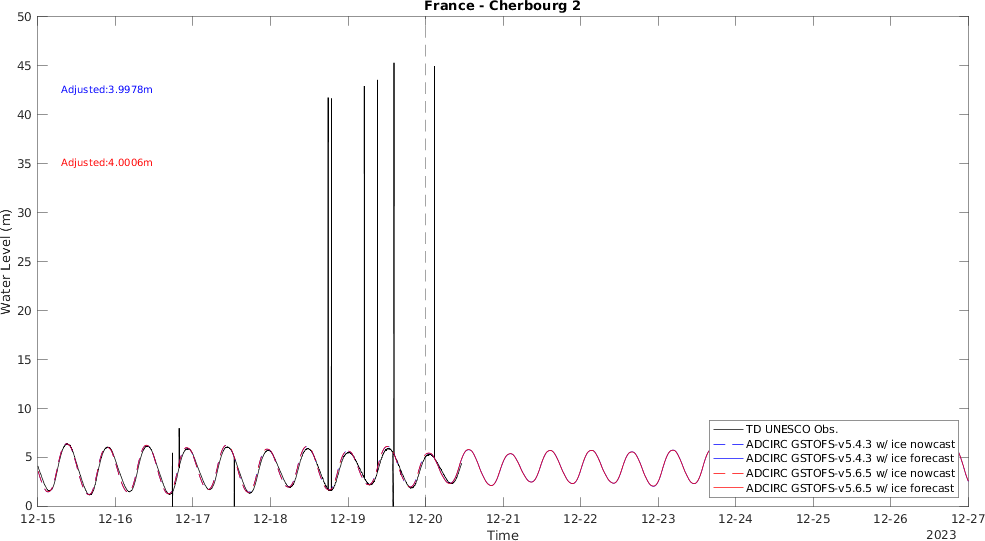 France - Cherbourg 2
50
45
40
35
30
25
20
15
10
5
0
Water Level (m)
Adjusted:3.9978m
Adjusted:4.0006m
TD UNESCO Obs.
ADCIRC GSTOFS-v5.4.3 w/ ice nowcast
ADCIRC GSTOFS-v5.4.3 w/ ice forecast
ADCIRC GSTOFS-v5.6.5 w/ ice nowcast
ADCIRC GSTOFS-v5.6.5 w/ ice forecast
12-15 12-16 12-17 12-18 12-19 12-20 12-21 12-22 12-23 12-24 12-25 12-26 12-27
Time
2023